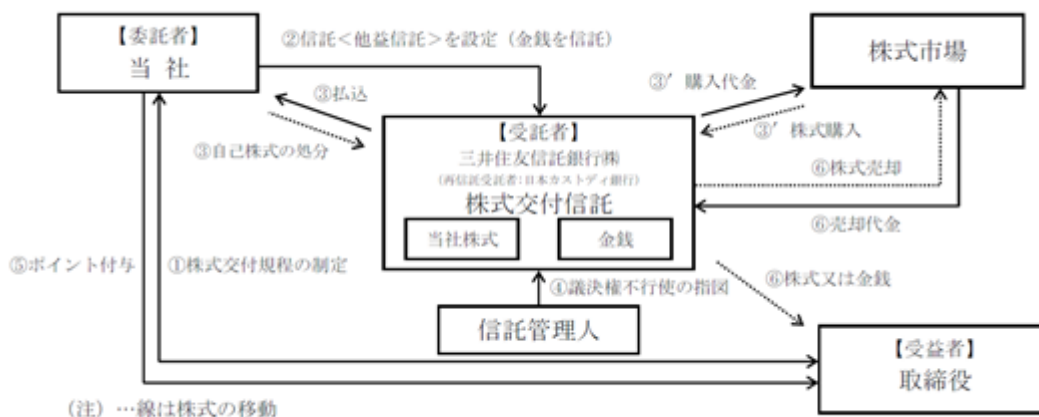 【委託者】
当 社
②信託＜他益信託＞を設定（金銭を信託）
株式市場
③払込
③自己株式の処分
③′ 購入代金
③′ 株式購入
【受託者】
三井住友信託銀行㈱
(再信託受託者：日本カストディ銀行)
株式交付信託
当社株式
金銭
⑥株式売却
⑥売却代金
⑤ポイント付与
①株式交付規程の制定
④議決権不行使の指図
⑥株式又は金銭
信託管理人
【受益者】
取締役
（注）…線は株式の移動